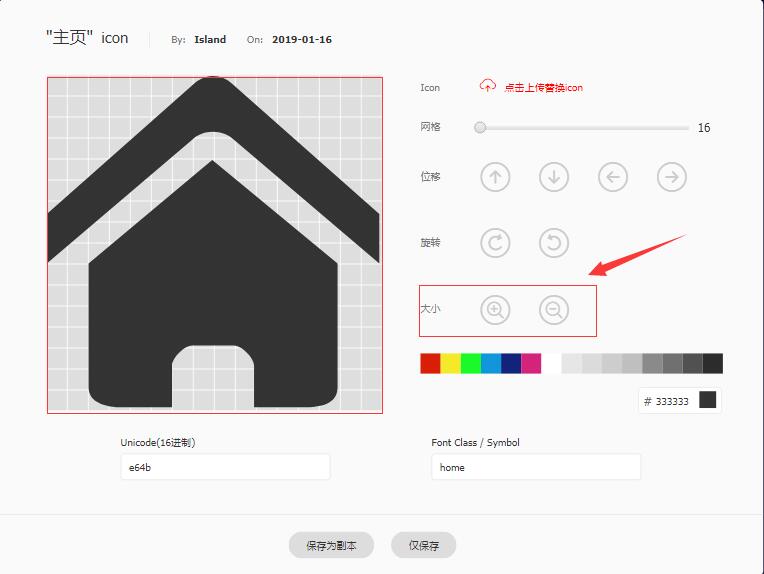 "主页" icon By: Island On: 2019-01-16
Icon 点击上传替换icon
网格 16
位移
旋转
大小
# 333333
Unicode(16进制) Font Class / Symbol
e64b home
保存为副本 仅保存